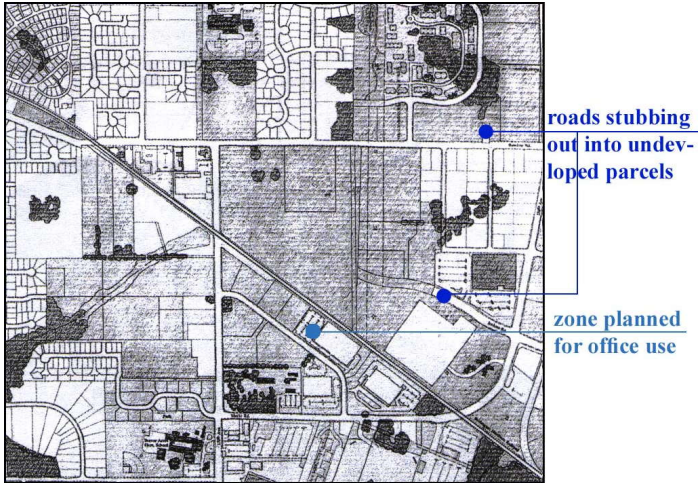 roads stubbing
out into undev-
loped parcels
zone planned
for office use